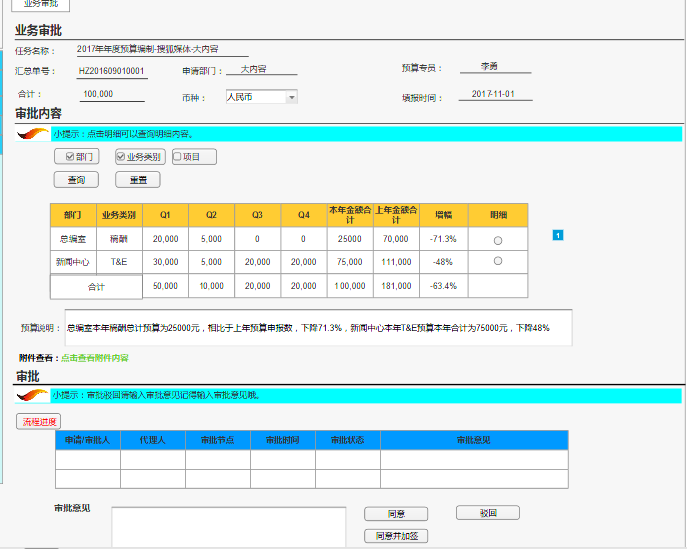 业务审批
业务审批
任务名称： 2017年年度预算编制-搜狐媒体-大内容
汇总单号： HZ201609010001 申请部门： 大内容 预算专员： 李勇
合计： 100,000 币种： 人民币 填报时间： 2017-11-01
审批内容
小提示：点击明细可以查询明细内容。
部门 业务类别 项目
查询 重置
部门 业务类别 Q1 Q2 Q3 Q4 本年金额合计 上年金额合计 增幅 明细
总编室 稿酬 20,000 5,000 0 0 25000 70,000 -71.3%
1
新闻中心 T&E 30,000 5,000 20,000 20,000 75,000 111,000 -48%
合计 50,000 10,000 20,000 20,000 100,000 181,000 -63.4%
预算说明： 总编室本年稿酬总计预算为25000元，相比于上年预算申报数，下降71.3%，新闻中心本年T&E预算本年合计为75000元，下降48%
附件查看：点击查看附件内容
审批
小提示：审批驳回请输入审批意见记得输入审批意见哦。
流程进度
申请/审批人 代理人 审批节点 审批时间 审批状态 审批意见
审批意见 同意 驳回
同意并加签